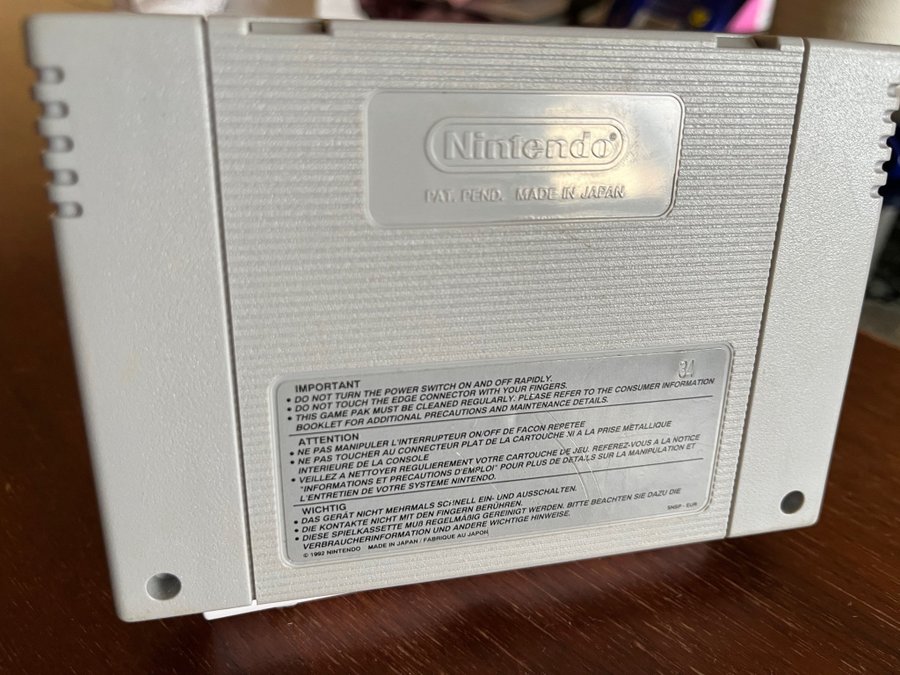 Nintendo®
PAT. PEND. MADE IN JAPAN
34
IMPORTANT
• DO NOT TURN THE POWER SWITCH ON AND OFF RAPIDLY.
• DO NOT TOUCH THE EDGE CONNECTOR WITH YOUR FINGERS.
• THIS GAME PAK MUST BE CLEANED REGULARLY. PLEASE REFER TO THE CONSUMER INFORMATION
BOOKLET FOR ADDITIONAL PRECAUTIONS AND MAINTENANCE DETAILS.
ATTENTION
• NE PAS MANIPULER L'INTERRUPTEUR ON/OFF DE FACON REPETEE
• NE PAS TOUCHER AU CONNECTEUR PLAT DE LA CARTOUCHE NI A LA PRISE METALLIQUE
INTERIEURE DE LA CONSOLE
• VEILLEZ A NETTOYER REGULIEREMENT VOTRE CARTOUCHE DE JEU. REFEREZ-VOUS A LA NOTICE
"INFORMATIONS ET PRECAUTIONS D'EMPLOI" POUR PLUS DE DETAILS SUR LA MANIPULATION ET
L'ENTRETIEN DE VOTRE SYSTEME NINTENDO.
WICHTIG
• DAS GERÄT NICHT MEHRMALS SCHNELL EIN- UND AUSSCHALTEN.
• DIE KONTAKTE NICHT MIT DEN FINGERN BERÜHREN.
• DIESE SPIELKASSETTE MUß REGELMÄßIG GEREINIGT WERDEN. BITTE BEACHTEN SIE DAZU DIE
VERBRAUCHERINFORMATION UND ANDERE WICHTIGE HINWEISE.
© 1992 NINTENDO MADE IN JAPAN / FABRIQUE AU JAPON
SNSP - EUR